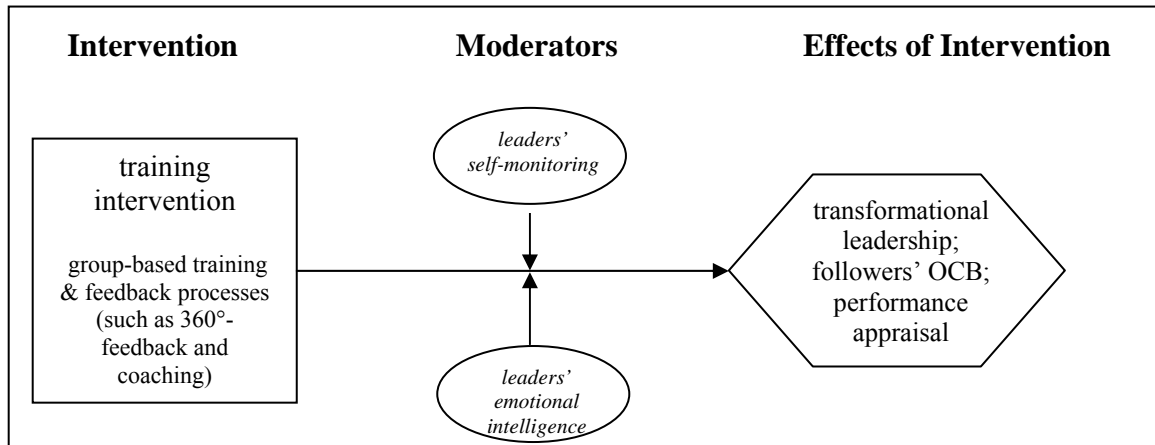 Intervention
Moderators
Effects of Intervention
training
intervention
group-based training
& feedback processes
(such as 360°-
feedback and
coaching)
leaders’
self-monitoring
leaders’
emotional
intelligence
transformational
leadership;
followers’ OCB;
performance
appraisal